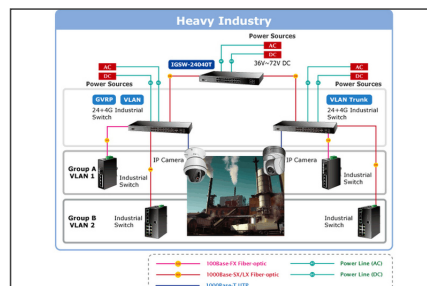 Heavy Industry
Power Sources
AC
DC
IGSW-24040T
36V~72V DC
AC
DC
Power Sources
AC
DC
Power Sources
GVRP
VLAN
24+4G Industrial
Switch
VLAN Trunk
24+4G Industrial
Switch
IP Camera
IP Camera
Group A
VLAN 1
Industrial
Switch
Industrial
Switch
Group B
VLAN 2
Industrial
Switch
Industrial
Switch
100Base-FX Fiber-optic
Power Line (AC)
1000Base-SX/LX Fiber-optic
Power Line (DC)
100Base-T UTP